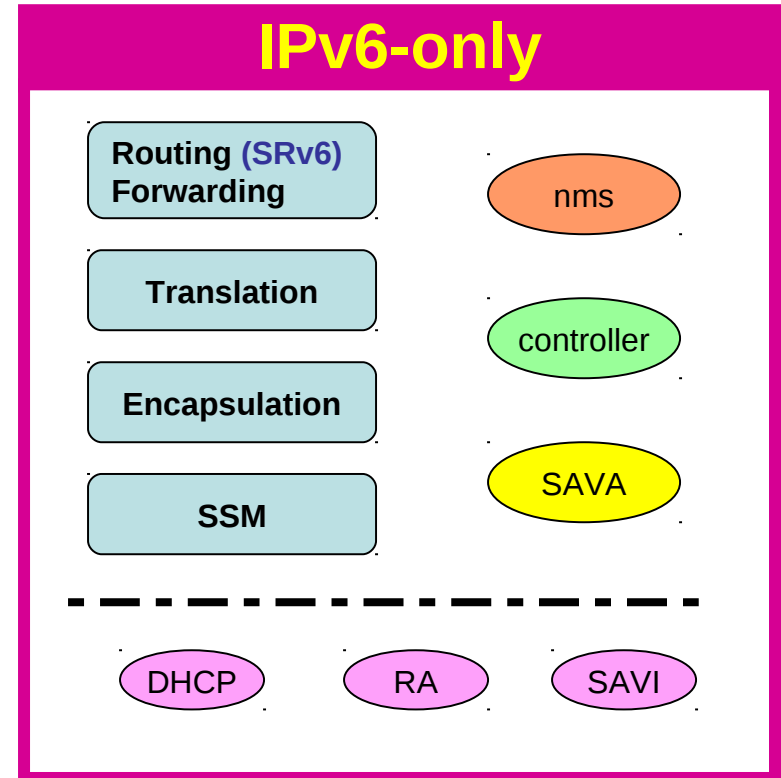 IPv6-only
Routing (SRv6)
Forwarding
Translation
Encapsulation
SSM
nms
controller
SAVA
DHCP
RA
SAVI